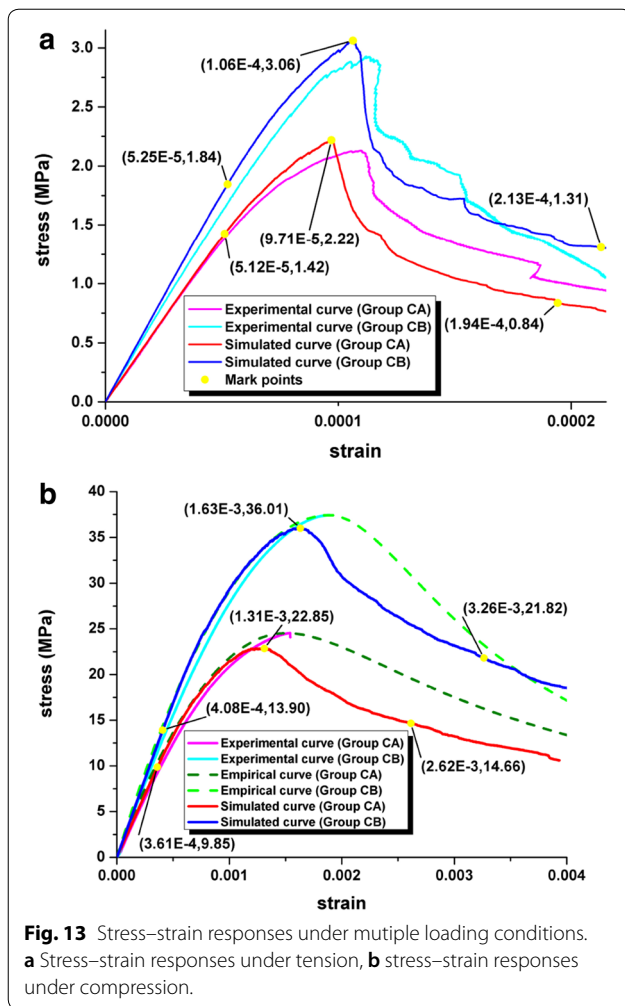 a
3.0
2.5
2.0
1.5
1.0
0.5
0.0
stress (MPa)
(1.06E-4,3.06)
(5.25E-5,1.84)
(2.13E-4,1.31)
(9.71E-5,2.22)
(5.12E-5,1.42)
(1.94E-4,0.84)
Experimental curve (Group CA)
Experimental curve (Group CB)
Simulated curve (Group CA)
Simulated curve (Group CB)
Mark points
0.0000 0.0001 0.0002
strain
b
40
35
30
25
20
15
10
5
0
stress (MPa)
(1.63E-3,36.01)
(1.31E-3,22.85)
(3.26E-3,21.82)
(4.08E-4,13.90)
(2.62E-3,14.66)
(3.61E-4,9.85)
Experimental curve (Group CA)
Experimental curve (Group CB)
Empirical curve (Group CA)
Empirical curve (Group CB)
Simulated curve (Group CA)
Simulated curve (Group CB)
0.000 0.001 0.002 0.003 0.004
strain
Fig. 13 Stress–strain responses under mutiple loading conditions.
a Stress–strain responses under tension, b stress–strain responses
under compression.